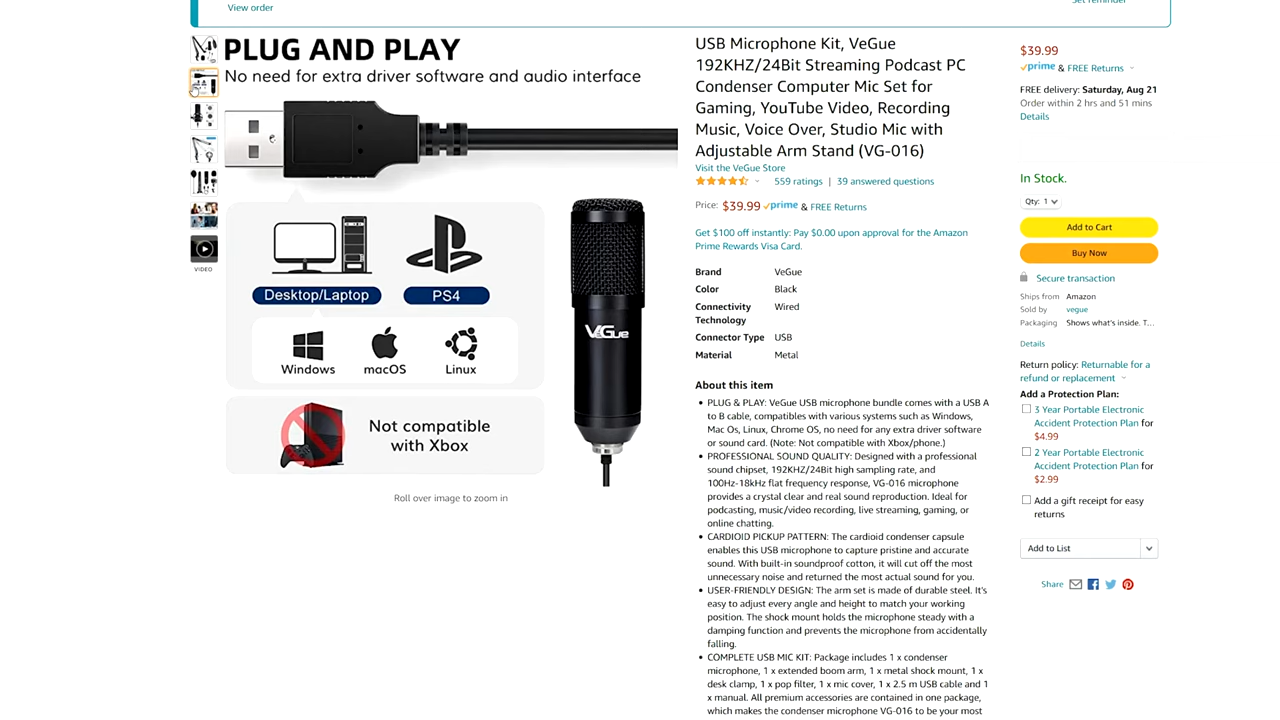 View order
PLUG AND PLAY
No need for extra driver software and audio interface
Desktop/Laptop
PS4
Windows
macOS
Linux
VeGue
Not compatible
with Xbox
VIDEO
Roll over image to zoom in
USB Microphone Kit, VeGue
192KHZ/24Bit Streaming Podcast PC
Condenser Computer Mic Set for
Gaming, YouTube Video, Recording
Music, Voice Over, Studio Mic with
Adjustable Arm Stand (VG-016)
Visit the VeGue Store
559 ratings | 39 answered questions
Price: $39.99 prime & FREE Returns
Get $100 off instantly: Pay $0.00 upon approval for the Amazon
Prime Rewards Visa Card.
Brand VeGue
Color Black
Connectivity Wired
Technology
Connector Type USB
Material Metal
About this item
• PLUG & PLAY: VeGue USB microphone bundle comes with a USB A
to B cable, compatibles with various systems such as Windows,
Mac Os, Linux, Chrome OS, no need for any extra driver software
or sound card. (Note: Not compatible with Xbox/phone.)
• PROFESSIONAL SOUND QUALITY: Designed with a professional
sound chipset, 192KHZ/24Bit high sampling rate, and
100Hz-18kHz flat frequency response, VG-016 microphone
provides a crystal clear and real sound reproduction. Ideal for
podcasting, music/video recording, live streaming, gaming, or
online chatting.
• CARDIOID PICKUP PATTERN: The cardioid condenser capsule
enables this USB microphone to capture pristine and accurate
sound. With built-in soundproof cotton, it will cut off the most
unnecessary noise and returned the most actual sound for you.
• USER-FRIENDLY DESIGN: The arm set is made of durable steel. It's
easy to adjust every angle and height to match your working
position. The shock mount holds the microphone steady with a
damping function and prevents the microphone from accidentally
falling.
• COMPLETE USB MIC KIT: Package includes 1 x condenser
microphone, 1 x extended boom arm, 1 x metal shock mount, 1 x
desk clamp, 1 x pop filter, 1 x mic cover, 1 x 2.5 m USB cable and 1
x manual. All premium accessories are contained in one package,
which makes the condenser microphone VG-016 to be your most
Set reminder
$39.99
prime & FREE Returns
FREE delivery: Saturday, Aug 21
Order within 2 hrs and 51 mins
Details
In Stock.
Qty: 1
Add to Cart
Buy Now
Secure transaction
Ships from Amazon
Sold by vegue
Packaging Shows what's inside. T...
Details
Return policy: Returnable for a
refund or replacement
Add a Protection Plan:
3 Year Portable Electronic
Accident Protection Plan for
$4.99
2 Year Portable Electronic
Accident Protection Plan for
$2.99
Add a gift receipt for easy
returns
Add to List
Share